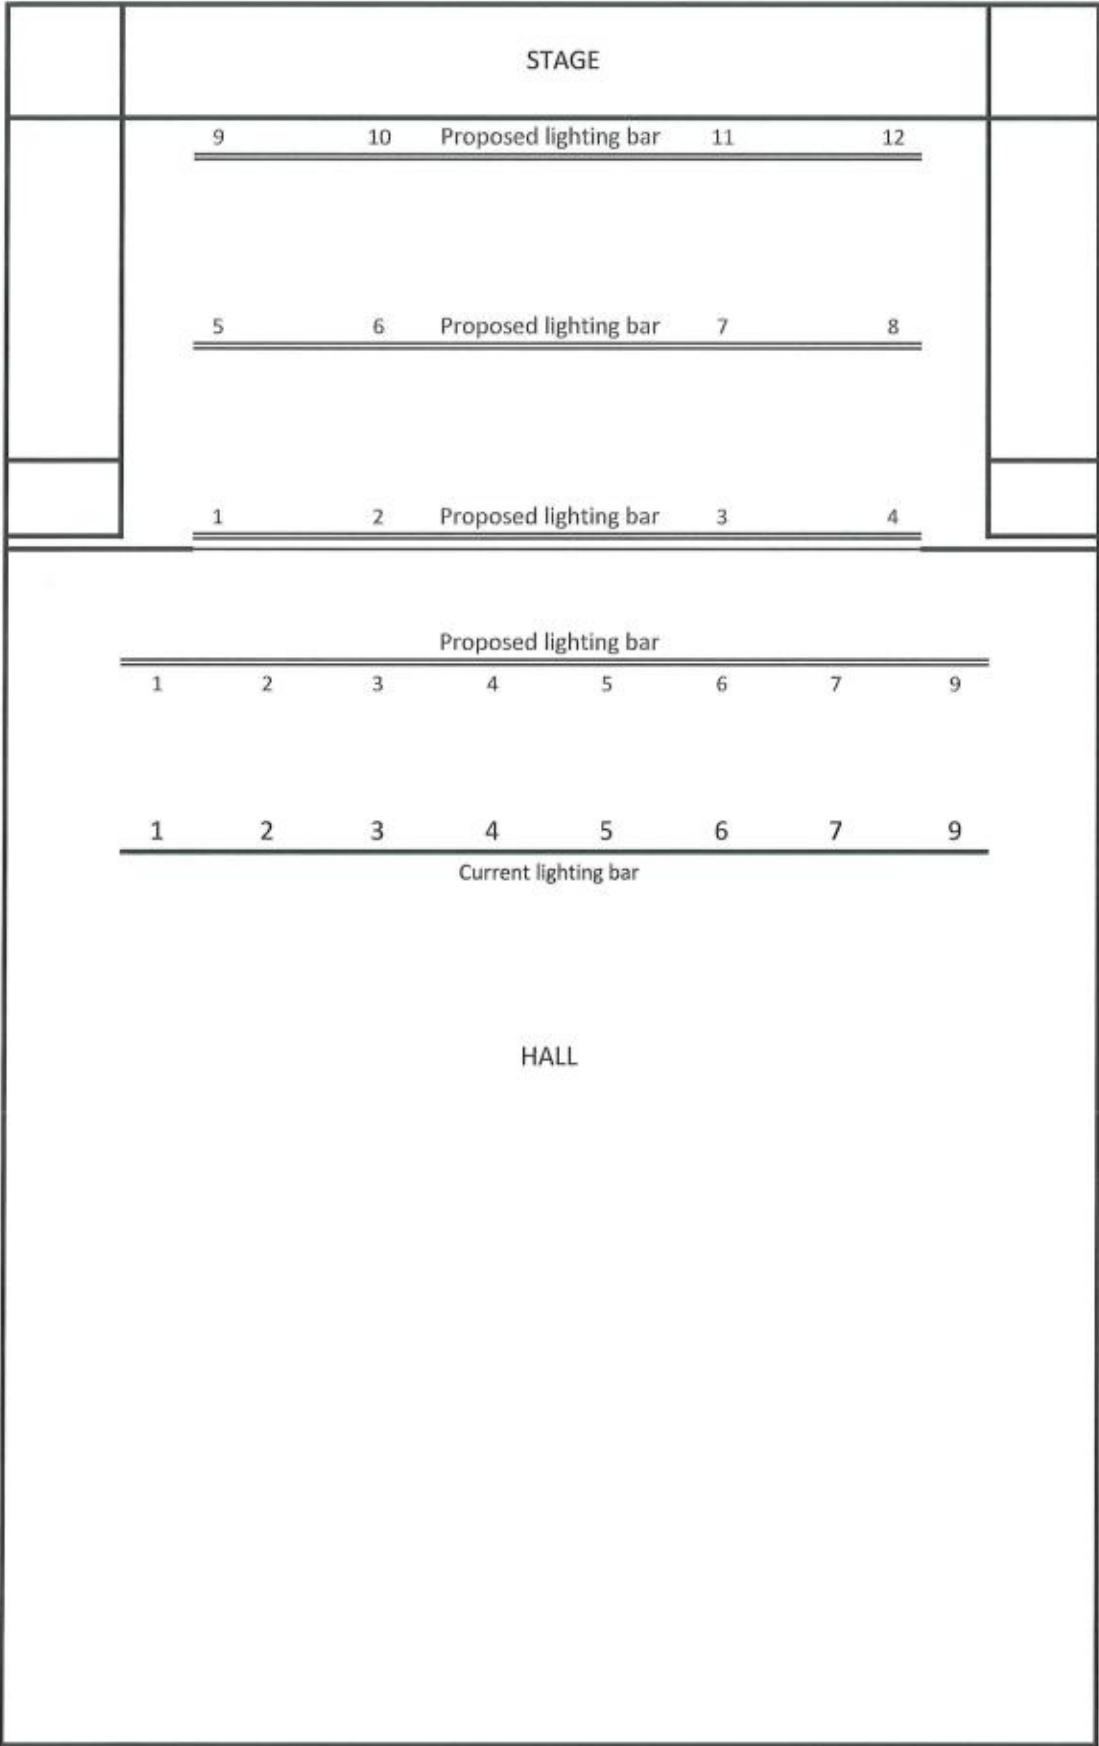 STAGE
9 10 Proposed lighting bar 11 12
5 6 Proposed lighting bar 7 8
1 2 Proposed lighting bar 3 4
Proposed lighting bar
1 2 3 4 5 6 7 9
1 2 3 4 5 6 7 9
Current lighting bar
HALL